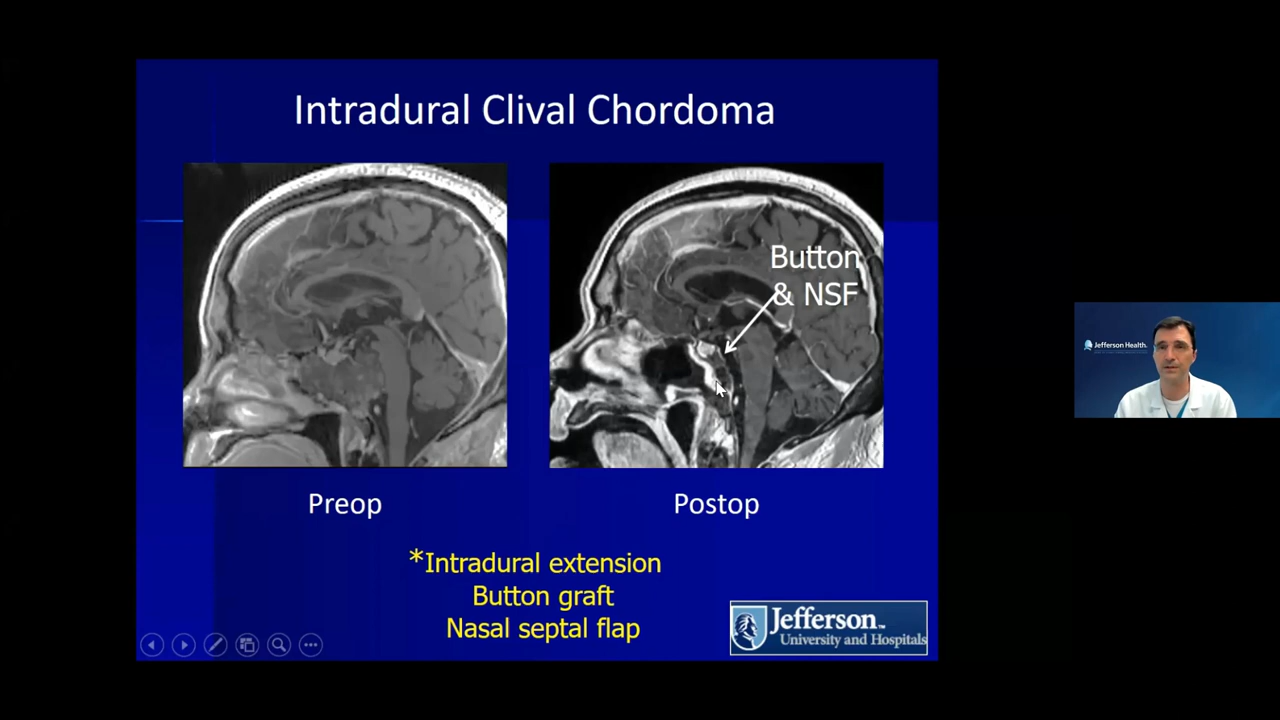 Intradural Clival Chordoma
Button
& NSF
Preop
Postop
*Intradural extension
Button graft
Nasal septal flap
Jefferson™
University and Hospitals
Jefferson Health.